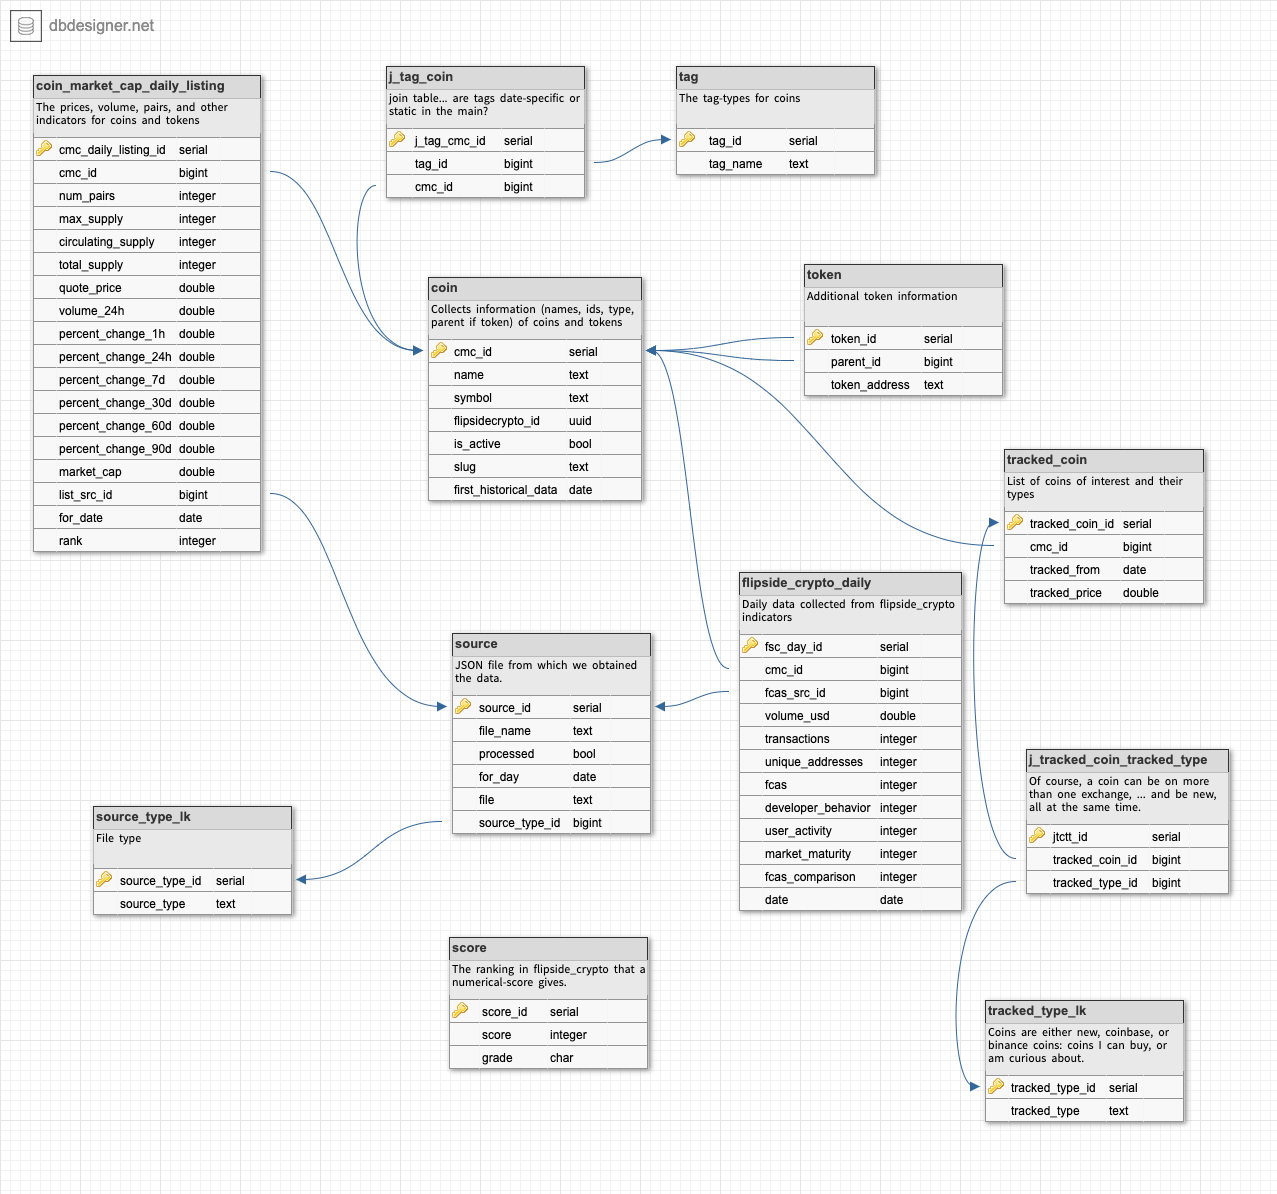 dbdesigner.net
coin_market_cap_daily_listing
The prices, volume, pairs, and other
indicators for coins and tokens
cmc_daily_listing_id serial
cmc_id bigint
num_pairs integer
max_supply integer
circulating_supply integer
total_supply integer
quote_price double
volume_24h double
percent_change_1h double
percent_change_24h double
percent_change_7d double
percent_change_30d double
percent_change_60d double
percent_change_90d double
market_cap double
list_src_id bigint
for_date date
rank integer
j_tag_coin
join table... are tags date-specific or
static in the main?
j_tag_cmc_id serial
tag_id bigint
cmc_id bigint
tag
The tag-types for coins
tag_id serial
tag_name text
coin
Collects information (names, ids, type,
parent if token) of coins and tokens
cmc_id serial
name text
symbol text
flipsidecrypto_id uuid
is_active bool
slug text
first_historical_data date
token
Additional token information
token_id serial
parent_id bigint
token_address text
tracked_coin
List of coins of interest and their
types
tracked_coin_id serial
cmc_id bigint
tracked_from date
tracked_price double
flipside_crypto_daily
Daily data collected from flipside_crypto
indicators
fsc_day_id serial
cmc_id bigint
fcas_src_id bigint
volume_usd double
transactions integer
unique_addresses integer
fcas integer
developer_behavior integer
user_activity integer
market_maturity integer
fcas_comparison integer
date date
source
JSON file from which we obtained
the data.
source_id serial
file_name text
processed bool
for_day date
file text
source_type_id bigint
j_tracked_coin_tracked_type
Of course, a coin can be on more
than one exchange, ... and be new,
all at the same time.
jtctt_id serial
tracked_coin_id bigint
tracked_type_id bigint
source_type_lk
File type
source_type_id serial
source_type text
score
The ranking in flipside_crypto that a
numerical-score gives.
score_id serial
score integer
grade char
tracked_type_lk
Coins are either new, coinbase, or
binance coins: coins I can buy, or
am curious about.
tracked_type_id serial
tracked_type text